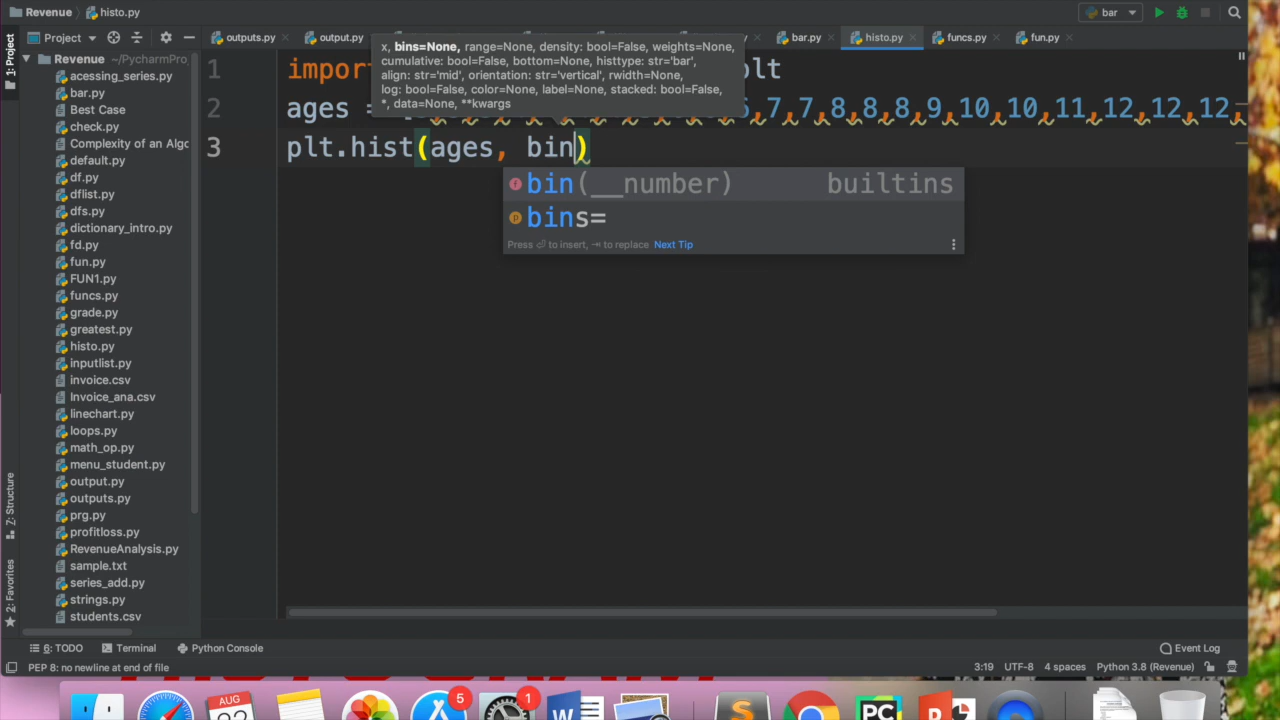 Revenue histo.py bar
Project outputs.py output.py bar.py histo.py funcs.py fun.py
1: Project
Revenue ~/PycharmPro
acessing_series.py
bar.py
Best Case
check.py
Complexity of an Algo
default.py
df.py
dflist.py
dfs.py
dictionary_intro.py
fd.py
fun.py
FUN1.py
funcs.py
grade.py
greatest.py
histo.py
inputlist.py
invoice.csv
Invoice_ana.csv
linechart.py
loops.py
math_op.py
menu_student.py
output.py
outputs.py
prg.py
profitloss.py
RevenueAnalysis.py
sample.txt
series_add.py
strings.py
students.csv
Z: Structure
2: Favorites
x, bins=None, range=None, density: bool=False, weights=None,
cumulative: bool=False, bottom=None, histtype: str='bar',
align: str='mid', orientation: str='vertical', rwidth=None,
log: bool=False, color=None, label=None, stacked: bool=False,
*, data=None, **kwargs
1 import lt
2 ages = 6,7,7,8,8,8,9,10,10,11,12,12,12,
3 plt.hist(ages, bin)
bin(__number) builtins
bins=
Press ⏎ to insert, ⇥ to replace Next Tip
6: TODO Terminal Python Console Event Log
PEP 8: no newline at end of file 3:19 UTF-8 4 spaces Python 3.8 (Revenue)
AUG 5 1 W S PC P